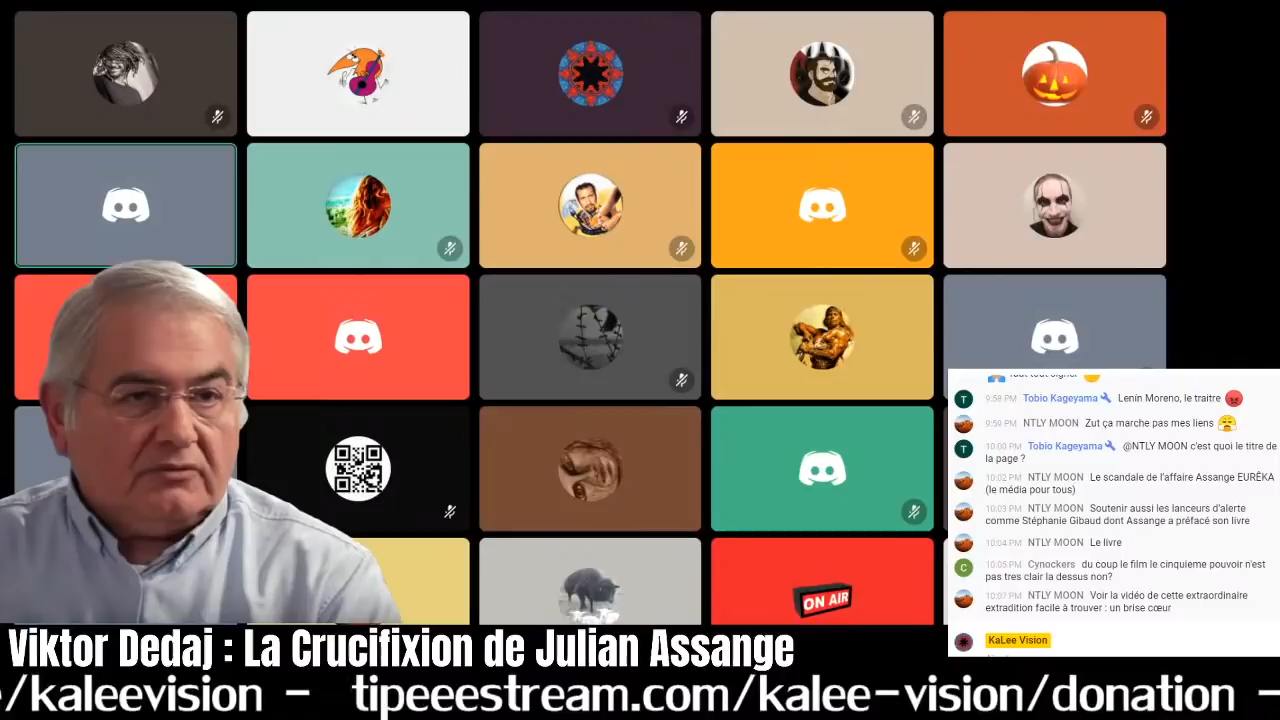 ON AIR
9:58 PM Tobio Kageyama Lenín Moreno, le traitre
9:59 PM NTLY MOON Zut ça marche pas mes liens
10:00 PM Tobio Kageyama @NTLY MOON c'est quoi le titre de
la page ?
10:02 PM NTLY MOON Le scandale de l'affaire Assange EURÊKA
(le média pour tous)
10:03 PM NTLY MOON Soutenir aussi les lanceurs d'alerte
comme Stéphanie Gibaud dont Assange a préfacé son livre
10:04 PM NTLY MOON Le livre
10:05 PM Cynockers du coup le film le cinquieme pouvoir n'est
pas tres clair la dessus non?
10:07 PM NTLY MOON Voir la vidéo de cette extraordinaire
extradition facile à trouver : un brise cœur
KaLee Vision
Viktor Dedaj : La Crucifixion de Julian Assange
/kaleevision - tipeeestream.com/kalee-vision/donation -